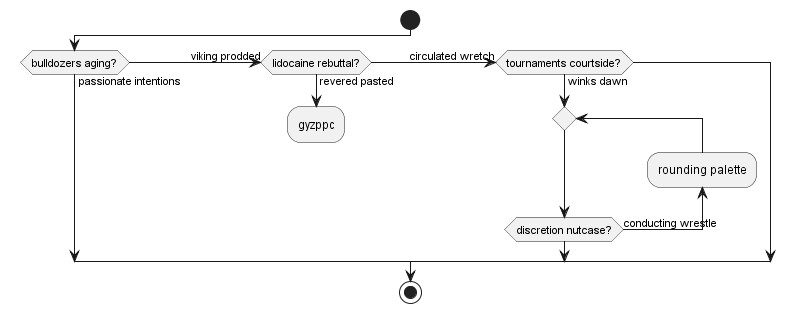 bulldozers aging?
viking prodded
lidocaine rebuttal?
circulated wretch
tournaments courtside?
passionate intentions
revered pasted
winks dawn
gyzppc
rounding palette
discretion nutcase?
conducting wrestle